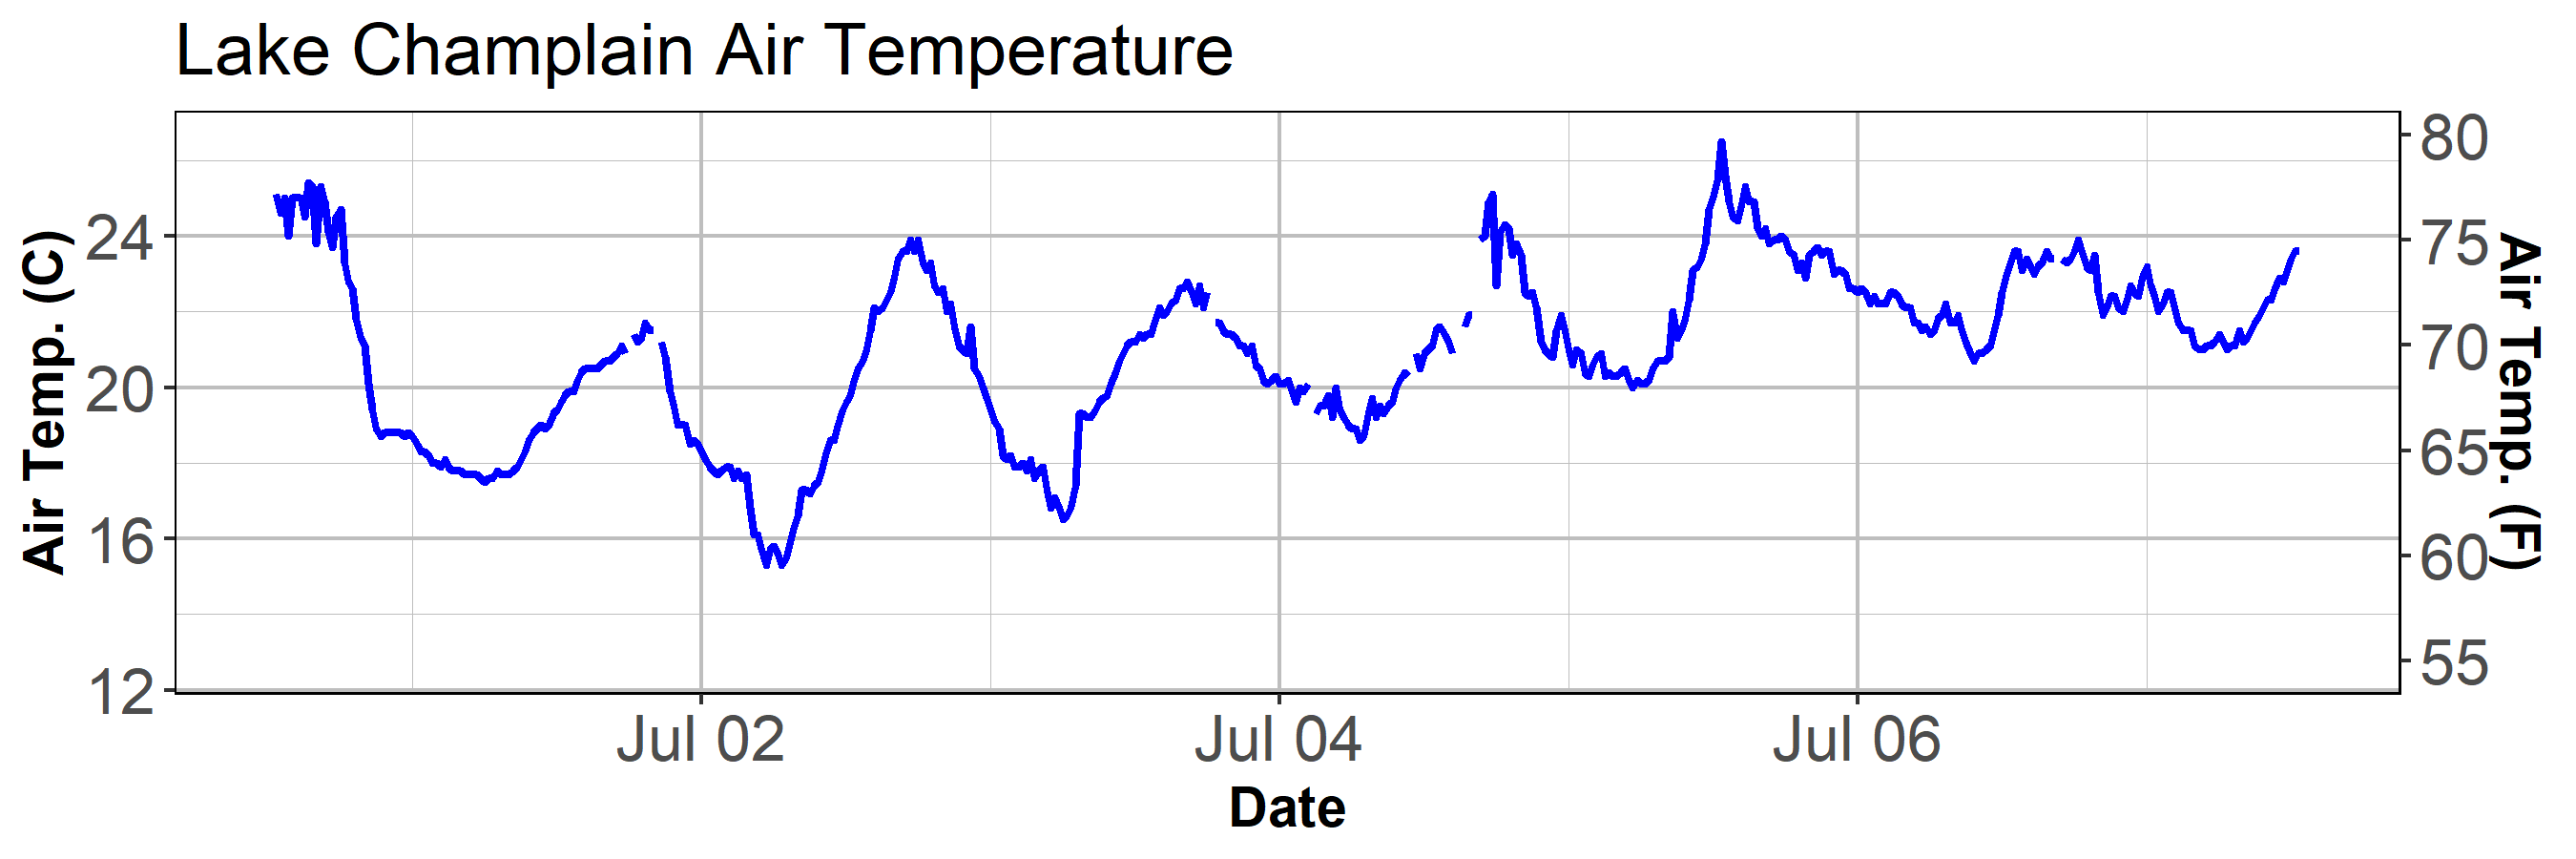 Lake Champlain Air Temperature
Air Temp. (C)
24
20
16
12
80
75
70
65
60
55
Air Temp. (F)
Jul 02
Jul 04
Jul 06
Date